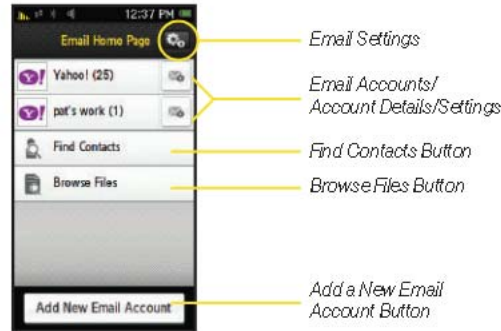 12:37 PM
Email Home Page
Email Settings
Yahoo! (25)
Email Accounts/
Account Details/Settings
pat's work (1)
Find Contacts
Find Contacts Button
Browse Files
Browse Files Button
Add New Email Account
Add a New Email
Account Button